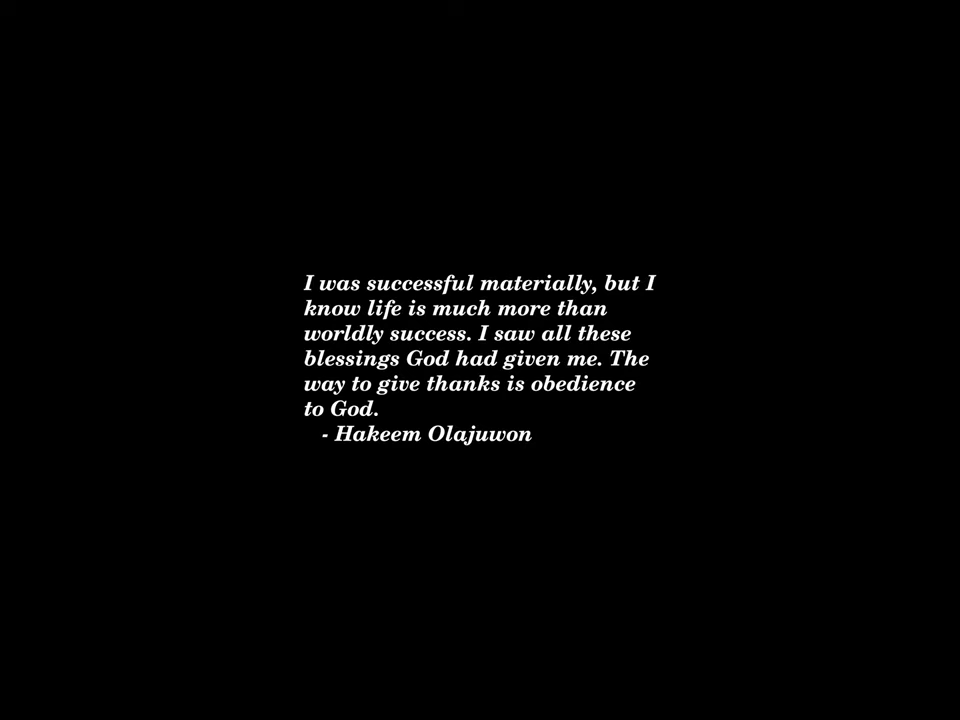 I was successful materially, but I
know life is much more than
worldly success. I saw all these
blessings God had given me. The
way to give thanks is obedience
to God.
- Hakeem Olajuwon